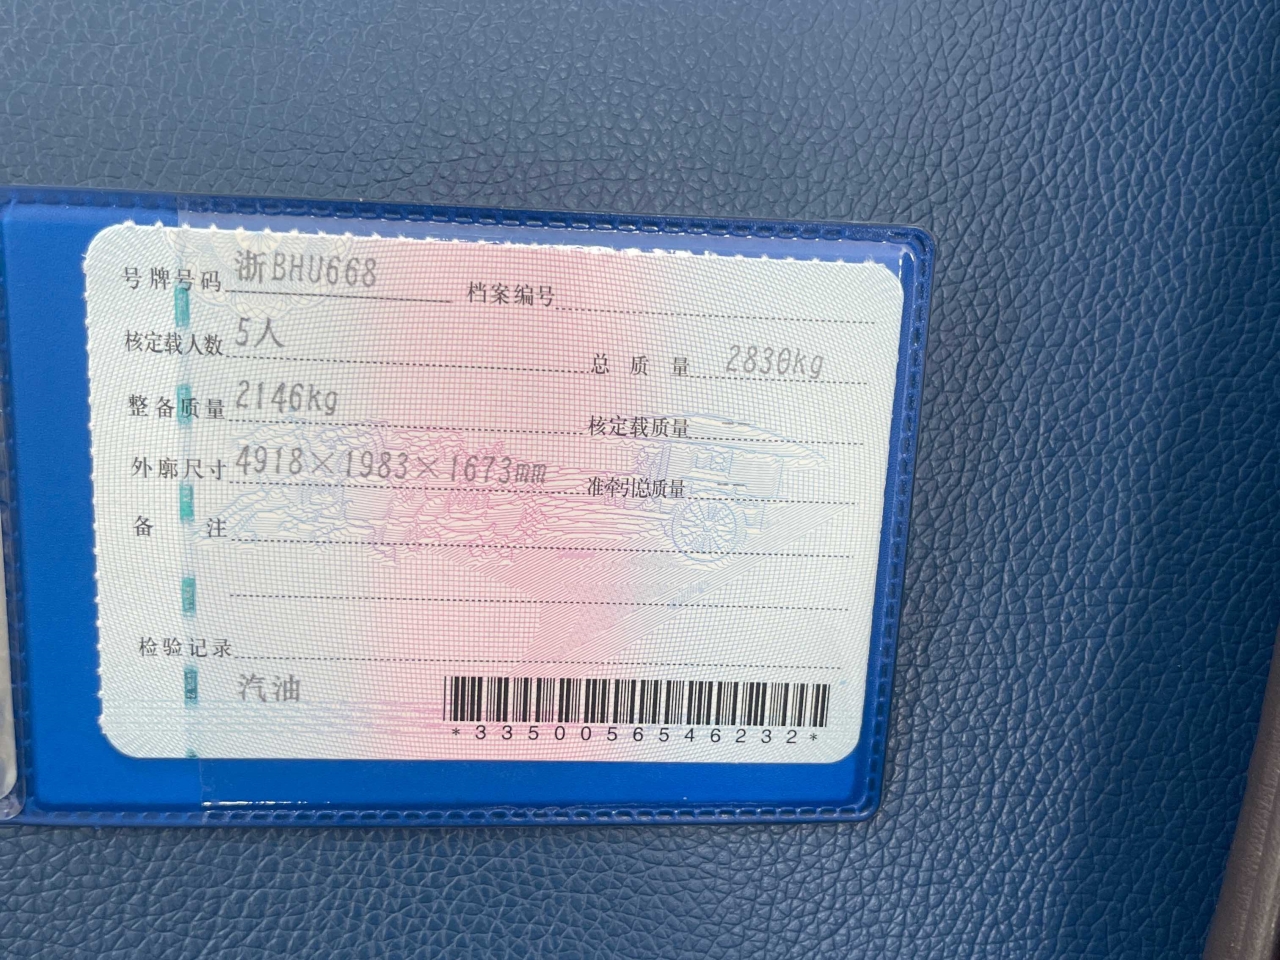 号牌号码 浙BHU668 档案编号
核定载人数 5人 总质量 2830kg
整备质量 2146kg 核定载质量 --
外廓尺寸 4918×1983×1673mm 准牵引总质量 --
备注
检验记录
汽油
*3350056546232*